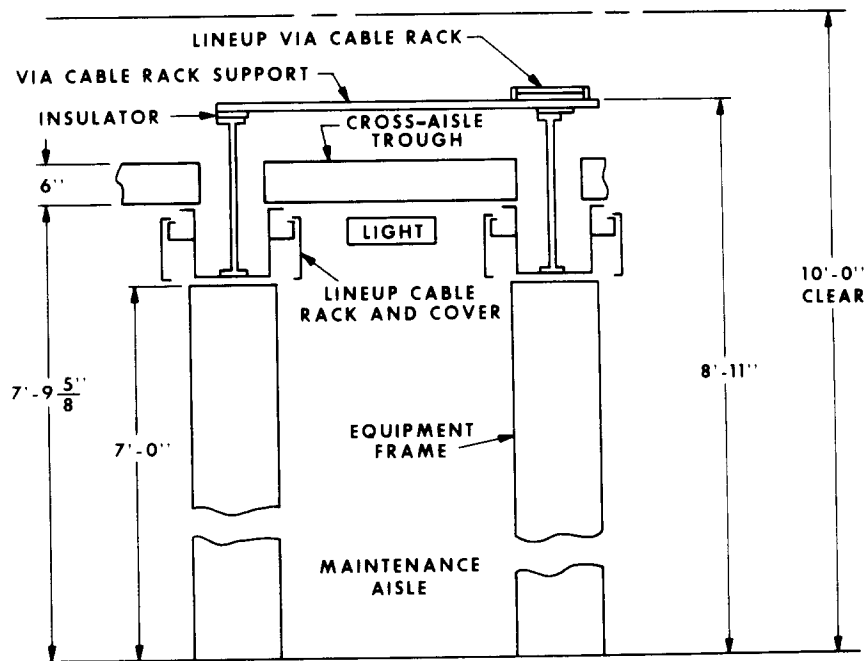 LINEUP VIA CABLE RACK
VIA CABLE RACK SUPPORT
INSULATOR
CROSS-AISLE
TROUGH
6"
LIGHT
10'-0"
CLEAR
LINEUP CABLE
RACK AND COVER
8'-11"
7'-9 5/8"
7'-0"
EQUIPMENT
FRAME
MAINTENANCE
AISLE